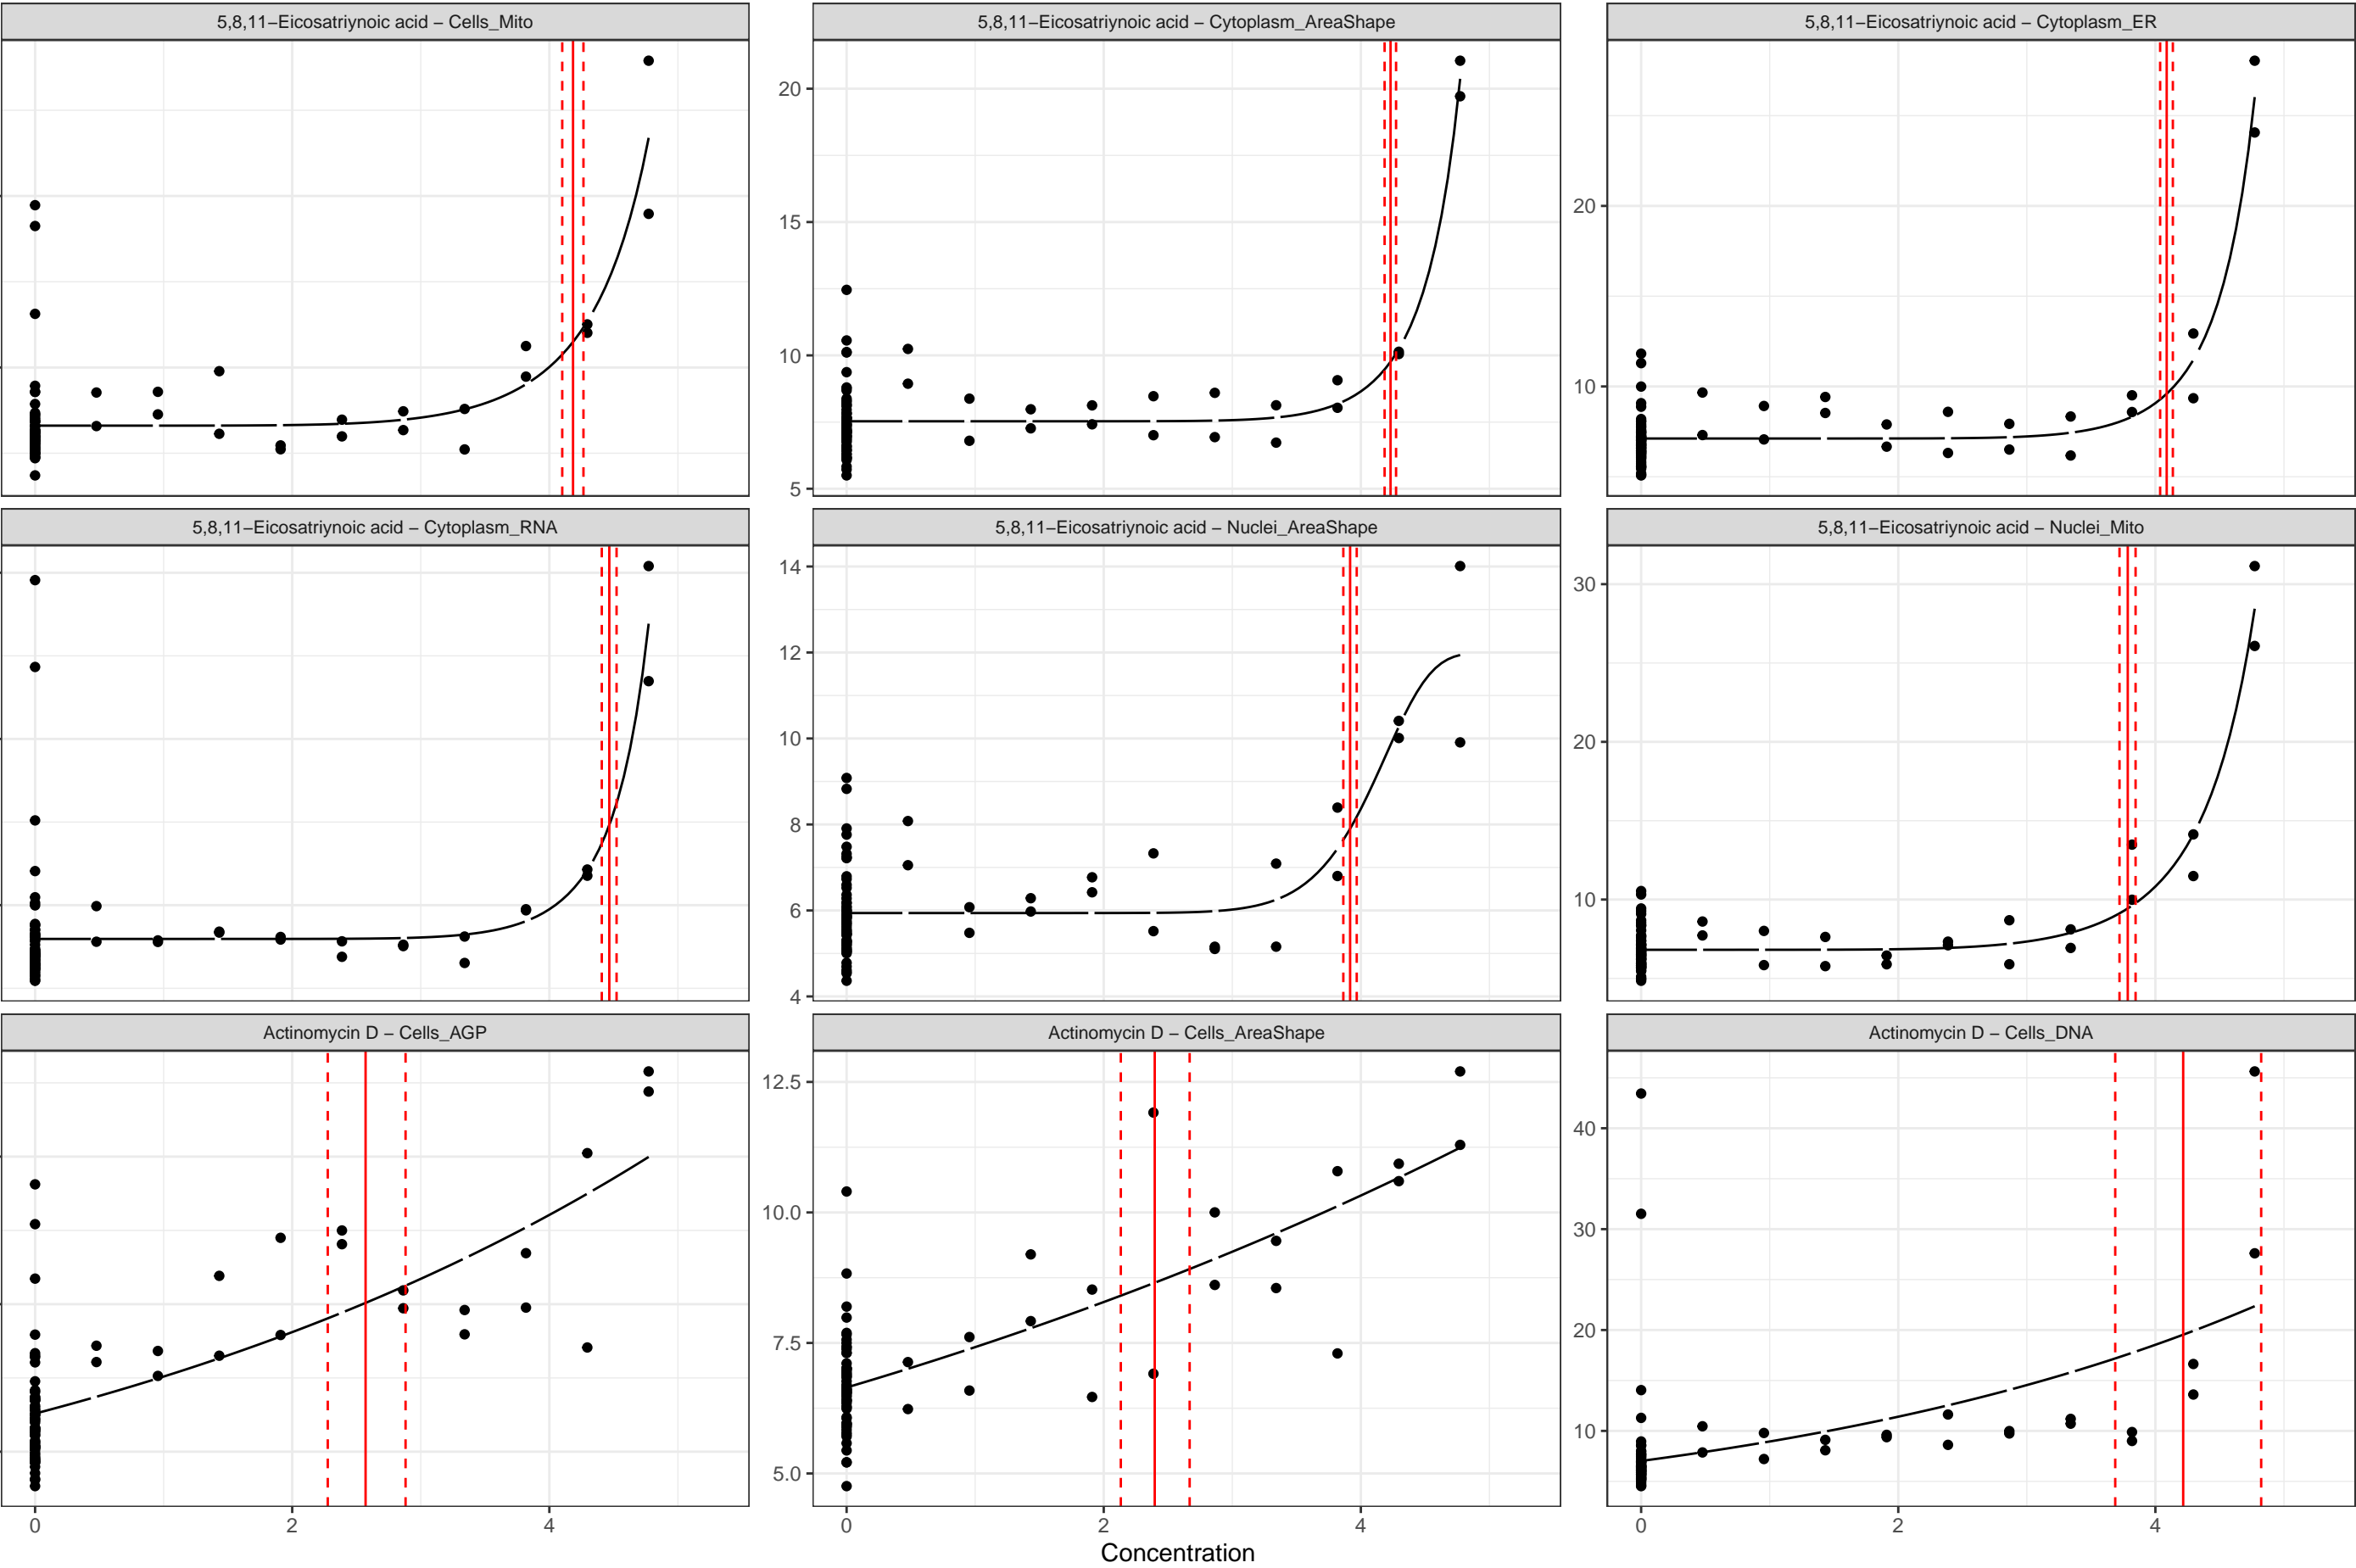 5,8,11−Eicosatriynoic acid − Cells_Mito
5,8,11−Eicosatriynoic acid − Cytoplasm_AreaShape
5,8,11−Eicosatriynoic acid − Cytoplasm_ER
20
15
10
5
20
10
5,8,11−Eicosatriynoic acid − Cytoplasm_RNA
5,8,11−Eicosatriynoic acid − Nuclei_AreaShape
5,8,11−Eicosatriynoic acid − Nuclei_Mito
14
12
10
8
6
4
30
20
10
Actinomycin D − Cells_AGP
Actinomycin D − Cells_AreaShape
Actinomycin D − Cells_DNA
12.5
10.0
7.5
5.0
40
30
20
10
0 2 4
0 2 4
0 2 4
Concentration